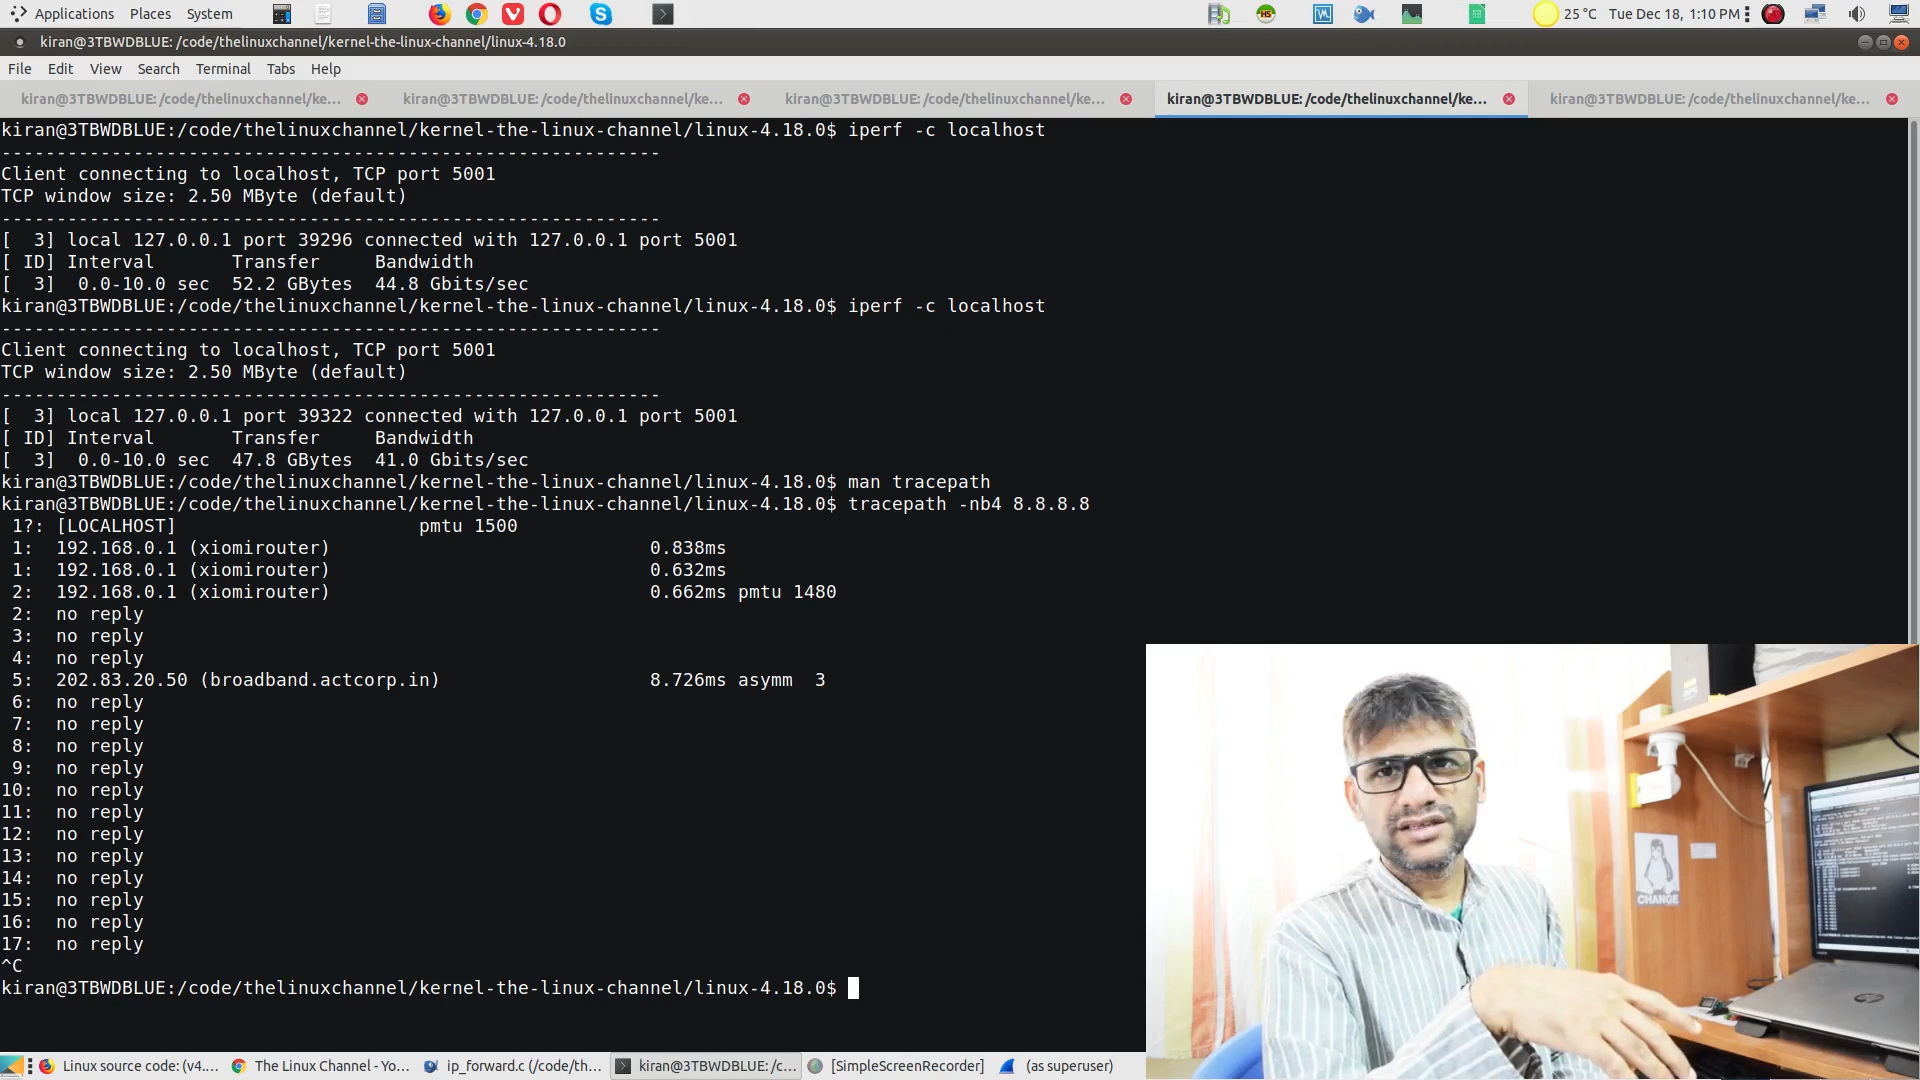 Applications Places System
25 °C Tue Dec 18, 1:10 PM
kiran@3TBWDBLUE: /code/thelinuxchannel/kernel-the-linux-channel/linux-4.18.0
File Edit View Search Terminal Tabs Help
kiran@3TBWDBLUE: /code/thelinuxchannel/ke... kiran@3TBWDBLUE: /code/thelinuxchannel/ke... kiran@3TBWDBLUE: /code/thelinuxchannel/ke... kiran@3TBWDBLUE: /code/thelinuxchannel/ke... kiran@3TBWDBLUE: /code/thelinuxchannel/ke...
kiran@3TBWDBLUE:/code/thelinuxchannel/kernel-the-linux-channel/linux-4.18.0$ iperf -c localhost
------------------------------------------------------------
Client connecting to localhost, TCP port 5001
TCP window size: 2.50 MByte (default)
------------------------------------------------------------
[  3] local 127.0.0.1 port 39296 connected with 127.0.0.1 port 5001
[ ID] Interval       Transfer     Bandwidth
[  3]  0.0-10.0 sec  52.2 GBytes  44.8 Gbits/sec
kiran@3TBWDBLUE:/code/thelinuxchannel/kernel-the-linux-channel/linux-4.18.0$ iperf -c localhost
------------------------------------------------------------
Client connecting to localhost, TCP port 5001
TCP window size: 2.50 MByte (default)
------------------------------------------------------------
[  3] local 127.0.0.1 port 39322 connected with 127.0.0.1 port 5001
[ ID] Interval       Transfer     Bandwidth
[  3]  0.0-10.0 sec  47.8 GBytes  41.0 Gbits/sec
kiran@3TBWDBLUE:/code/thelinuxchannel/kernel-the-linux-channel/linux-4.18.0$ man tracepath
kiran@3TBWDBLUE:/code/thelinuxchannel/kernel-the-linux-channel/linux-4.18.0$ tracepath -nb4 8.8.8.8
 1?: [LOCALHOST]                      pmtu 1500
 1:  192.168.0.1 (xiomirouter)                             0.838ms
 1:  192.168.0.1 (xiomirouter)                             0.632ms
 2:  192.168.0.1 (xiomirouter)                             0.662ms pmtu 1480
 2:  no reply
 3:  no reply
 4:  no reply
 5:  202.83.20.50 (broadband.actcorp.in)                   8.726ms asymm  3
 6:  no reply
 7:  no reply
 8:  no reply
 9:  no reply
10:  no reply
11:  no reply
12:  no reply
13:  no reply
14:  no reply
15:  no reply
16:  no reply
17:  no reply
^C
kiran@3TBWDBLUE:/code/thelinuxchannel/kernel-the-linux-channel/linux-4.18.0$
CHANGE
Linux source code: (v4.... The Linux Channel - Yo... ip_forward.c (/code/th... kiran@3TBWDBLUE: /c... [SimpleScreenRecorder] (as superuser)